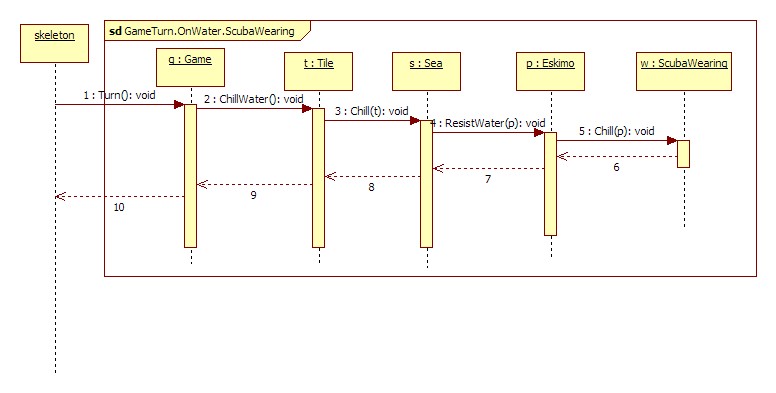 sd GameTurn.OnWater.ScubaWearing
skeleton
g : Game
t : Tile
s : Sea
p : Eskimo
w : ScubaWearing
1 : Turn(): void
2 : ChillWater(): void
3 : Chill(t): void
4 : ResistWater(p): void
5 : Chill(p): void
6
7
8
9
10